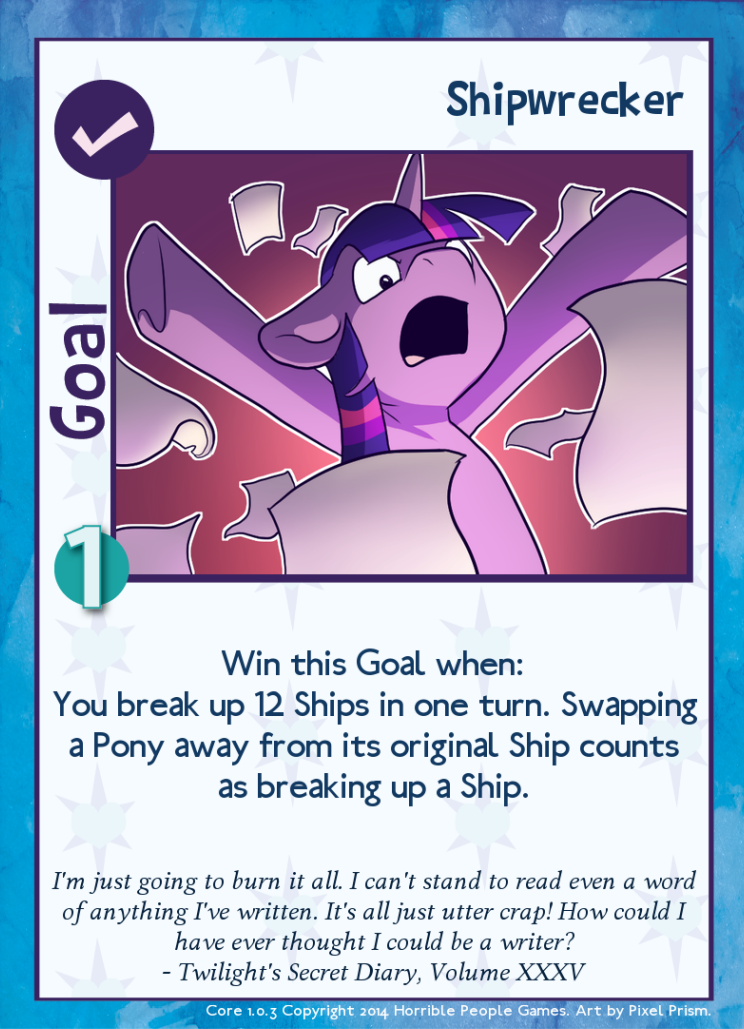 Shipwrecker
Goal
1
Win this Goal when:
You break up 12 Ships in one turn. Swapping
a Pony away from its original Ship counts
as breaking up a Ship.
I'm just going to burn it all. I can't stand to read even a word
of anything I've written. It's all just utter crap! How could I
have ever thought I could be a writer?
- Twilight's Secret Diary, Volume XXXV
Core 1.0.3 Copyright 2014 Horrible People Games. Art by Pixel Prism.